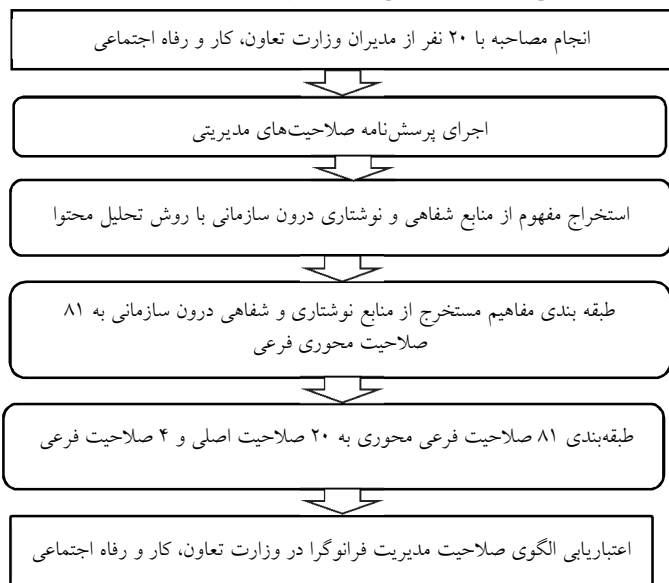 انجام مصاحبه با ۲۰ نفر از مدیران وزارت تعاون، کار و رفاه اجتماعی
اجرای پرسش‌نامه صلاحیت‌های مدیریتی
استخراج مفهوم از منابع شفاهی و نوشتاری درون سازمانی با روش تحلیل محتوا
طبقه بندی مفاهیم مستخرج از منابع نوشتاری و شفاهی درون سازمانی به ۸۱
صلاحیت محوری فرعی
طبقه‌بندی ۸۱ صلاحیت فرعی محوری به ۲۰ صلاحیت اصلی و ۴ صلاحیت فرعی
اعتباریابی الگوی صلاحیت مدیریت فرانوگرا در وزارت تعاون، کار و رفاه اجتماعی